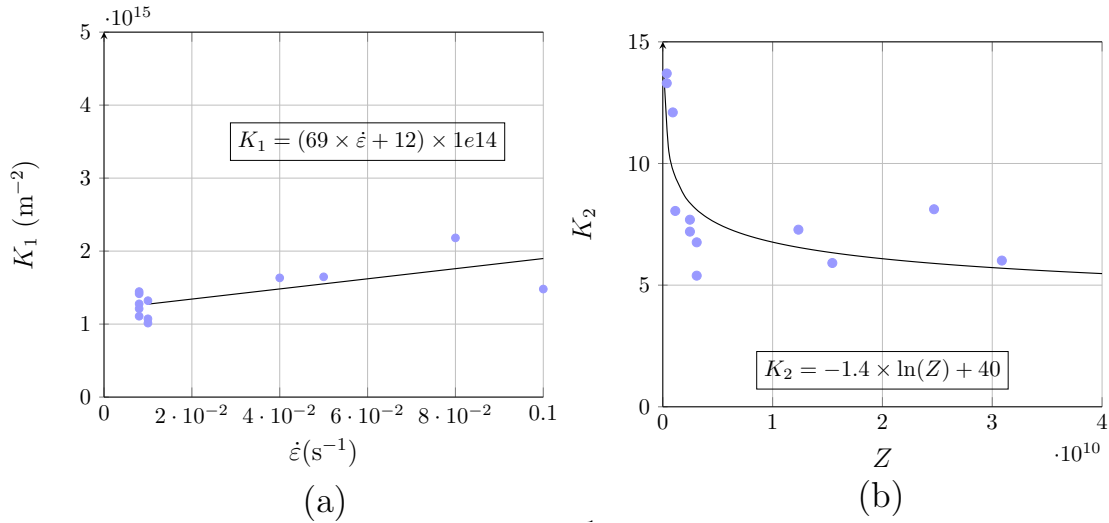 ·10^15
5
4
3
2
1
0
K_1 (m^−2)
K_1 = (69 × ε̇ + 12) × 1e14
0
2 · 10^−2
4 · 10^−2
6 · 10^−2
8 · 10^−2
0.1
ε̇(s^−1)
(a)
15
10
5
0
K_2
K_2 = −1.4 × ln(Z) + 40
0
1
2
3
4
·10^10
Z
(b)